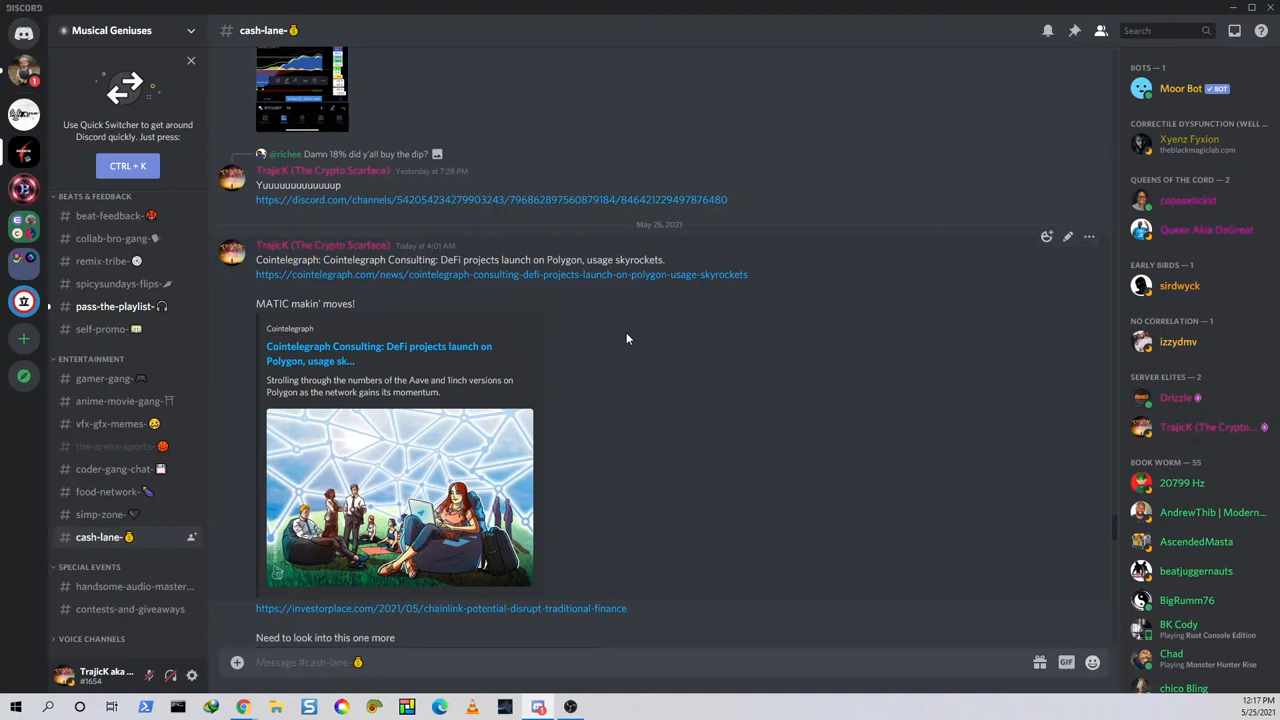 DISCORD
Musical Geniuses
# cash-lane-💰
Search
Use Quick Switcher to get around
Discord quickly. Just press:
CTRL + K
BEATS & FEEDBACK
# beat-feedback-
# collab-bro-gang-
# remix-tribe-
# spicysundays-flips-
# pass-the-playlist-🎧
# self-promo-
ENTERTAINMENT
# gamer-gang-🎮
# anime-movie-gang-⛩
# vfx-gfx-memes-
# the-arena-sports-🏀
# coder-gang-chat-💾
# food-network-🍆
# simp-zone-🖤
# cash-lane-💰
SPECIAL EVENTS
# handsome-audio-master...
# contests-and-giveaways
VOICE CHANNELS
TrajicK aka ...
#1654
@richee Damn 18% did y'all buy the dip?
TrajicK (The Crypto Scarface) Yesterday at 7:28 PM
Yuuuuuuuuuuuuup
https://discord.com/channels/542054234279903243/796862897560879184/846421229497876480
May 25, 2021
TrajicK (The Crypto Scarface) Today at 4:01 AM
Cointelegraph: Cointelegraph Consulting: DeFi projects launch on Polygon, usage skyrockets.
https://cointelegraph.com/news/cointelegraph-consulting-defi-projects-launch-on-polygon-usage-skyrockets
MATIC makin' moves!
Cointelegraph
Cointelegraph Consulting: DeFi projects launch on
Polygon, usage sk...
Strolling through the numbers of the Aave and 1inch versions on
Polygon as the network gains its momentum.
https://investorplace.com/2021/05/chainlink-potential-disrupt-traditional-finance
Need to look into this one more
Message #cash-lane-💰
GIF
BOTS — 1
Moor Bot ✓ BOT
CORRECTILE DYSFUNCTION (WELL ...
Xyenz Fyxion
theblackmagiclab.com
QUEENS OF THE CORD — 2
copasetickid
Queen Akia DaGreat
EARLY BIRDS — 1
sirdwyck
NO CORRELATION — 1
izzydmv
SERVER ELITES — 2
Drizzle
TrajicK (The Crypto...
BOOK WORM — 55
20799 Hz
AndrewThib | Modern...
AscendedMasta
beatjuggernauts
BigRumm76
BK Cody
Playing Rust Console Edition
Chad
Playing Monster Hunter Rise
chico Bling
12:17 PM
5/25/2021